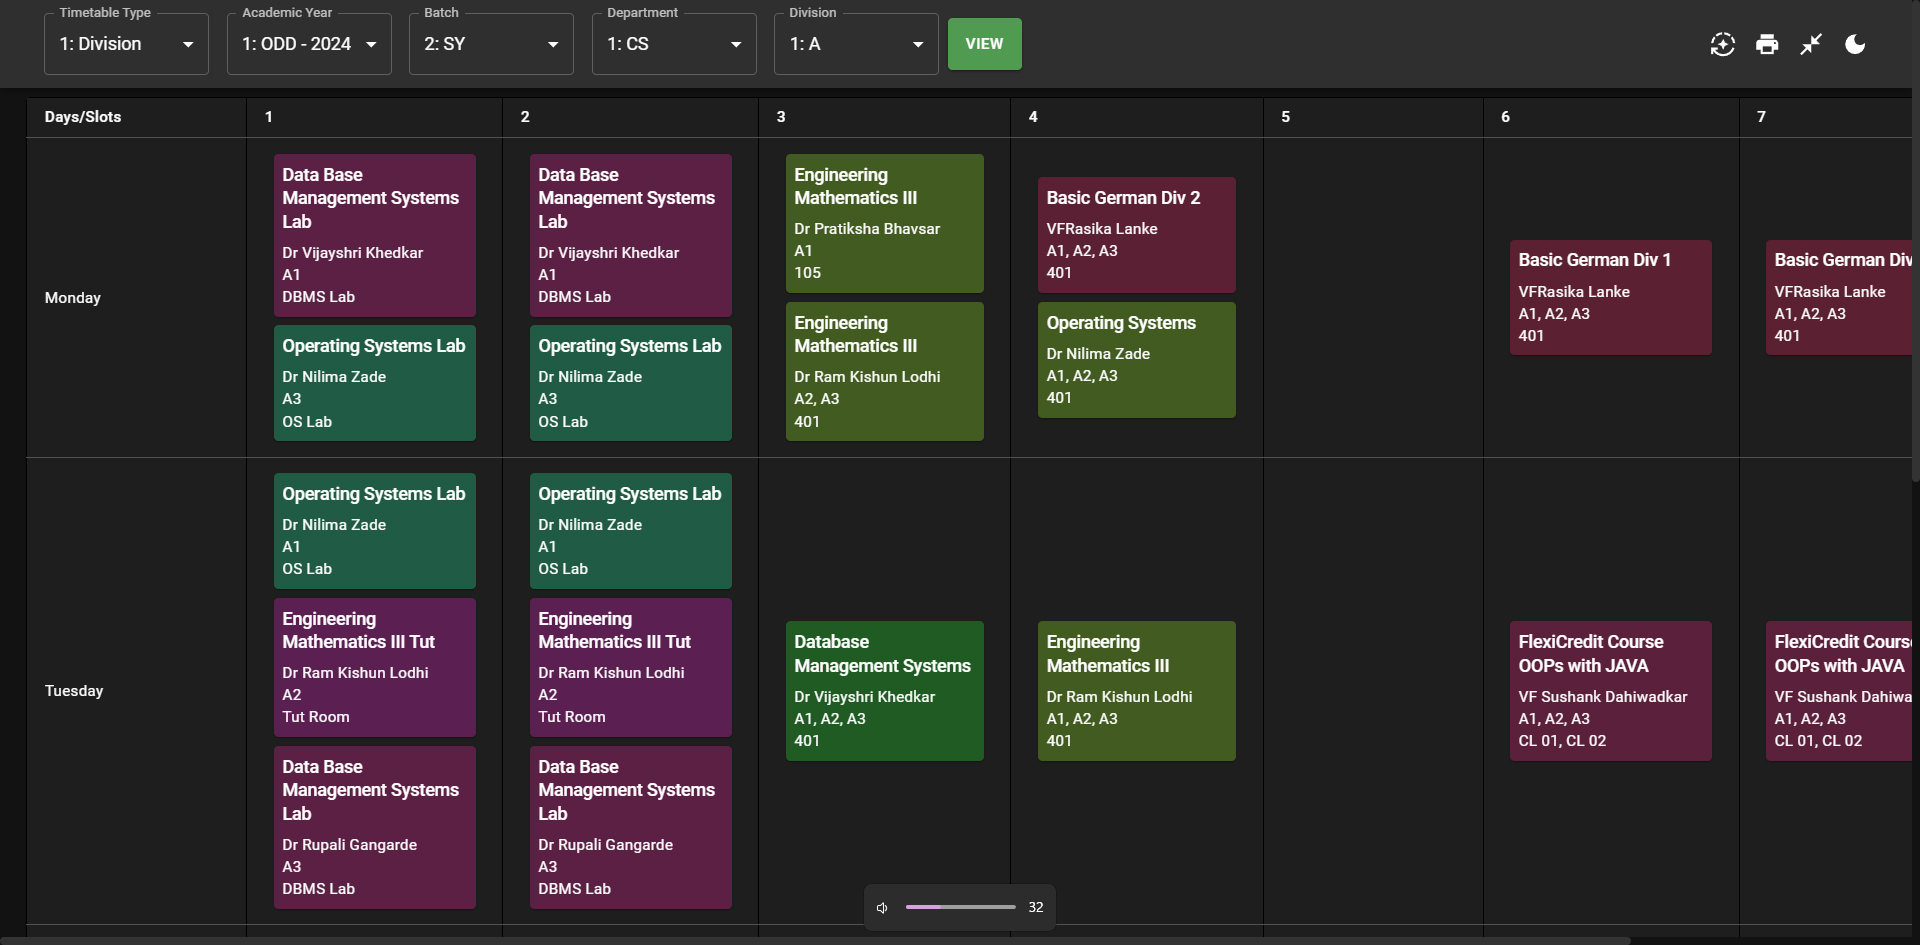 Timetable Type
1: Division
Academic Year
1: ODD - 2024
Batch
2: SY
Department
1: CS
Division
1: A
VIEW
Days/Slots
1
2
3
4
5
6
7
Monday
Data Base
Management Systems
Lab
Dr Vijayshri Khedkar
A1
DBMS Lab
Operating Systems Lab
Dr Nilima Zade
A3
OS Lab
Data Base
Management Systems
Lab
Dr Vijayshri Khedkar
A1
DBMS Lab
Operating Systems Lab
Dr Nilima Zade
A3
OS Lab
Engineering
Mathematics III
Dr Pratiksha Bhavsar
A1
105
Engineering
Mathematics III
Dr Ram Kishun Lodhi
A2, A3
401
Basic German Div 2
VFRasika Lanke
A1, A2, A3
401
Operating Systems
Dr Nilima Zade
A1, A2, A3
401
Basic German Div 1
VFRasika Lanke
A1, A2, A3
401
Basic German Div
VFRasika Lanke
A1, A2, A3
401
Tuesday
Operating Systems Lab
Dr Nilima Zade
A1
OS Lab
Engineering
Mathematics III Tut
Dr Ram Kishun Lodhi
A2
Tut Room
Data Base
Management Systems
Lab
Dr Rupali Gangarde
A3
DBMS Lab
Operating Systems Lab
Dr Nilima Zade
A1
OS Lab
Engineering
Mathematics III Tut
Dr Ram Kishun Lodhi
A2
Tut Room
Data Base
Management Systems
Lab
Dr Rupali Gangarde
A3
DBMS Lab
Database
Management Systems
Dr Vijayshri Khedkar
A1, A2, A3
401
Engineering
Mathematics III
Dr Ram Kishun Lodhi
A1, A2, A3
401
FlexiCredit Course
OOPs with JAVA
VF Sushank Dahiwadkar
A1, A2, A3
CL 01, CL 02
FlexiCredit Cours
OOPs with JAVA
VF Sushank Dahiwa
A1, A2, A3
CL 01, CL 02
32